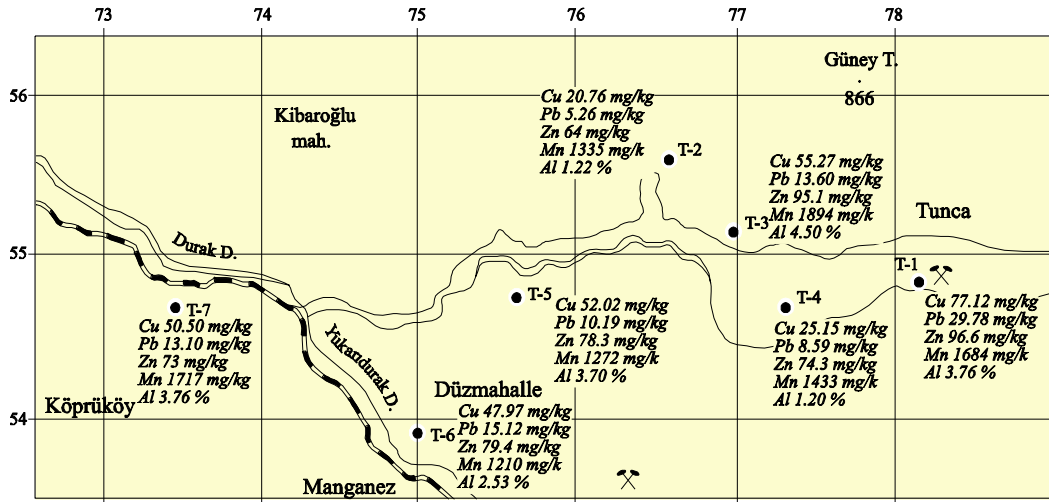 73 74 75 76 77 78
Güney T.
866
56
Kibaroğlu
mah.
Cu 20.76 mg/kg
Pb 5.26 mg/kg
Zn 64 mg/kg
Mn 1335 mg/k
Al 1.22 %
T-2
Cu 55.27 mg/kg
Pb 13.60 mg/kg
Zn 95.1 mg/kg
Mn 1894 mg/k
Al 4.50 %
T-3
Tunca
55
Durak D.
T-1
Cu 77.12 mg/kg
Pb 29.78 mg/kg
Zn 96.6 mg/kg
Mn 1684 mg/k
Al 3.76 %
T-7
Cu 50.50 mg/kg
Pb 13.10 mg/kg
Zn 73 mg/kg
Mn 1717 mg/kg
Al 3.76 %
T-5
Cu 52.02 mg/kg
Pb 10.19 mg/kg
Zn 78.3 mg/kg
Mn 1272 mg/k
Al 3.70 %
T-4
Cu 25.15 mg/kg
Pb 8.59 mg/kg
Zn 74.3 mg/kg
Mn 1433 mg/k
Al 1.20 %
Yukarıdurak D.
Köprüköy
Düzmahalle
54
T-6
Cu 47.97 mg/kg
Pb 15.12 mg/kg
Zn 79.4 mg/kg
Mn 1210 mg/k
Al 2.53 %
Manganez